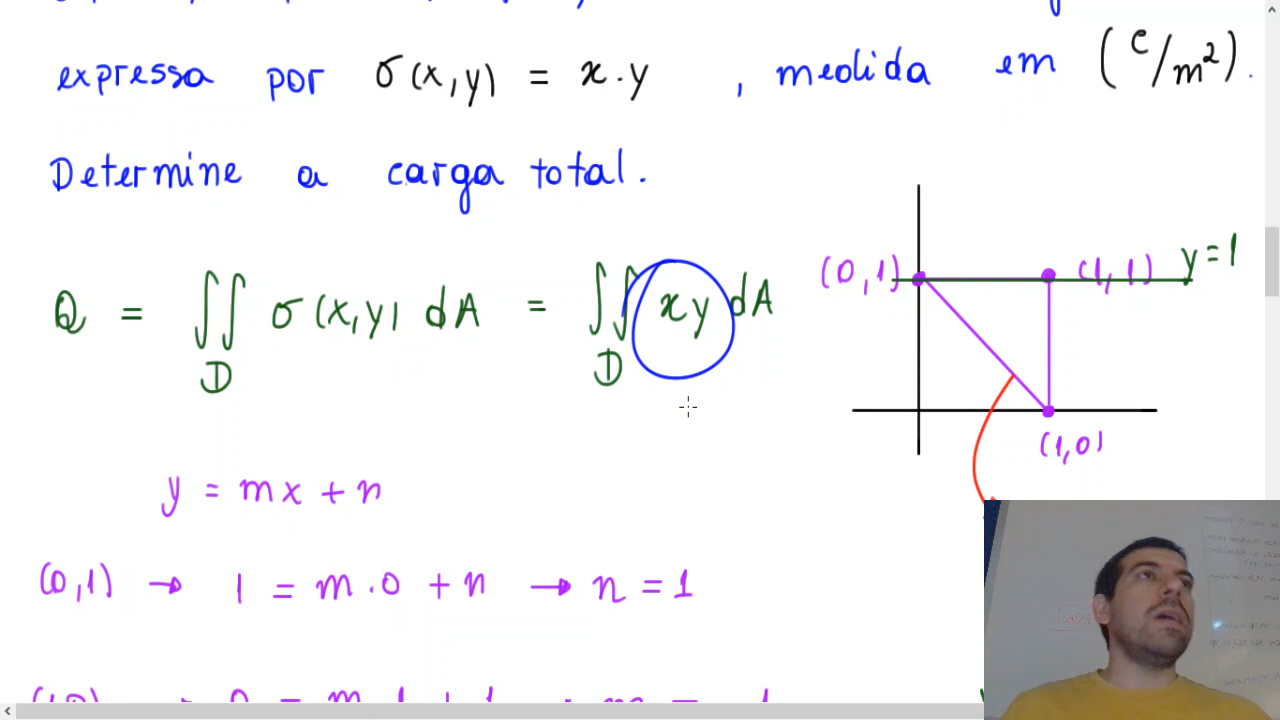 expressa por σ(x,y) = x.y , medida em (C/m²).
Determine a carga total.
Q = ∬ σ(x,y) dA = ∬ xy dA
D D
(0,1) (1,1) y=1
(1,0)
y = mx + n
(0,1) → 1 = m.0 + n → n = 1